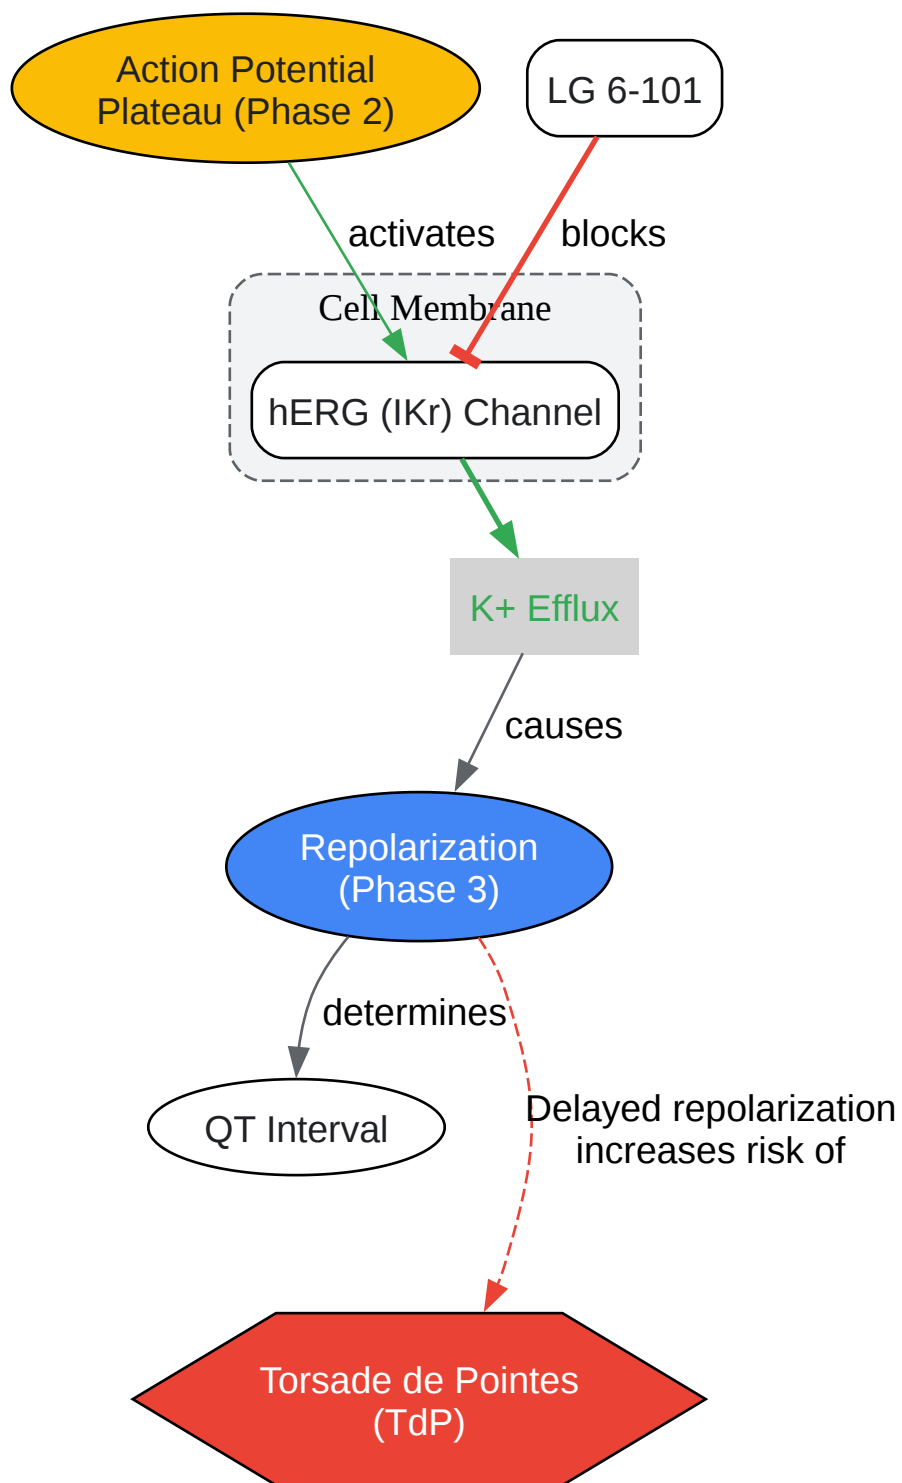 Action Potential
Plateau (Phase 2)
LG 6-101
activates
blocks
Cell Membrane
hERG (IKr) Channel
K+ Efflux
causes
Repolarization
(Phase 3)
determines
QT Interval
Delayed repolarization
increases risk of
Torsade de Pointes
(TdP)